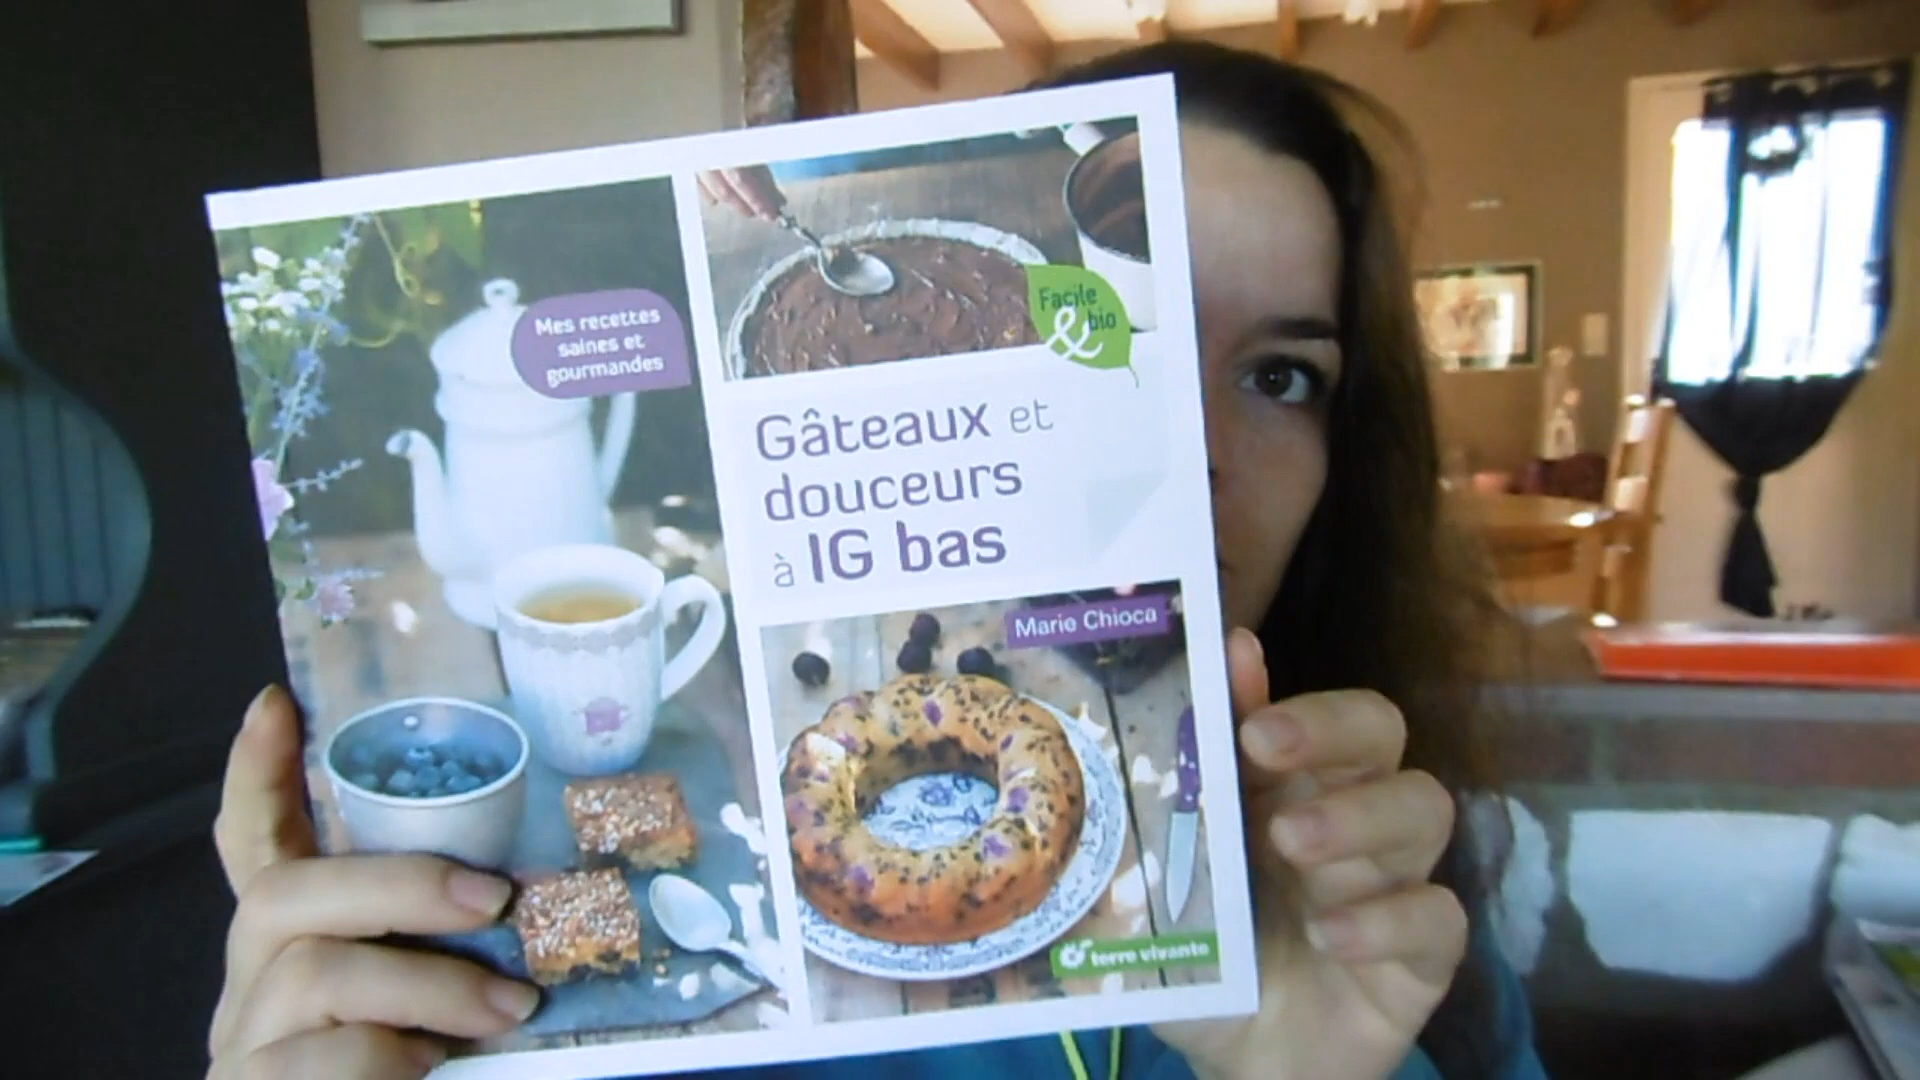 Mes recettes
saines et
gourmandes
Facile
& bio
Gâteaux et
douceurs
à IG bas
Marie Chioca
terre vivante